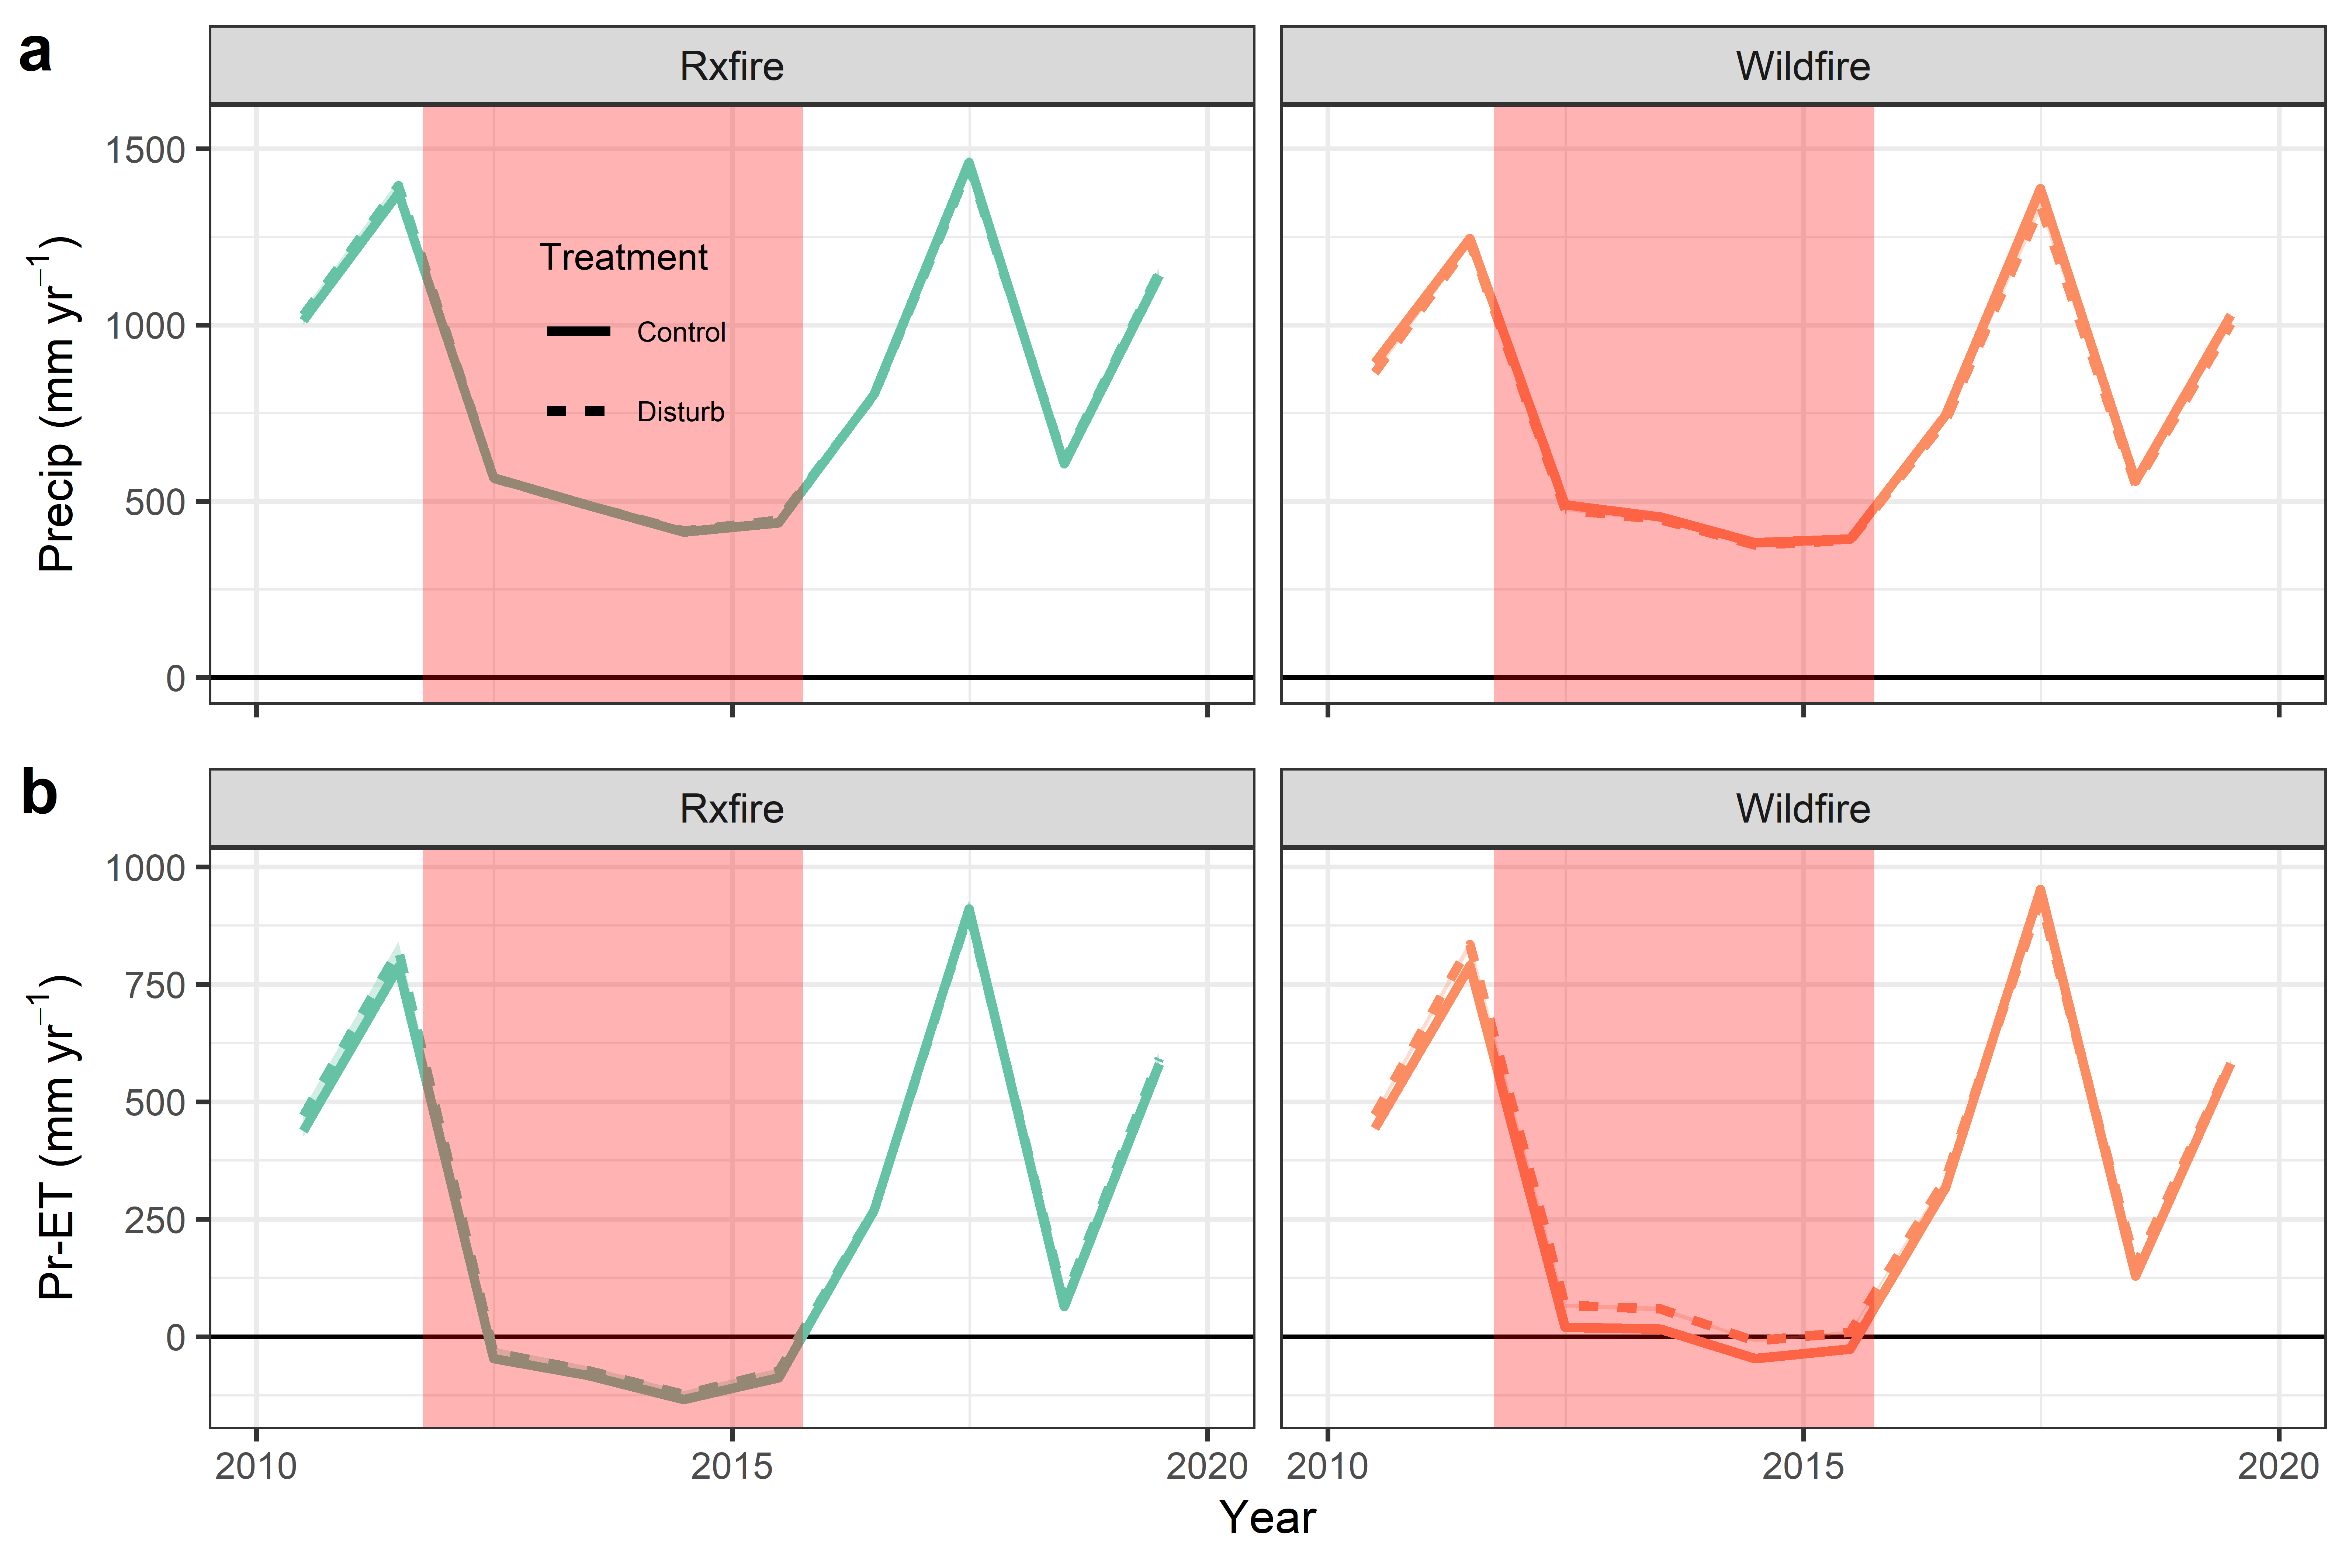 a
Rxfire Wildfire
1500
1000
500
0
Precip (mm yr⁻¹)
Treatment
Control
Disturb
b
Rxfire Wildfire
1000
750
500
250
0
Pr-ET (mm yr⁻¹)
2010 2015 2020 2010 2015 2020
Year